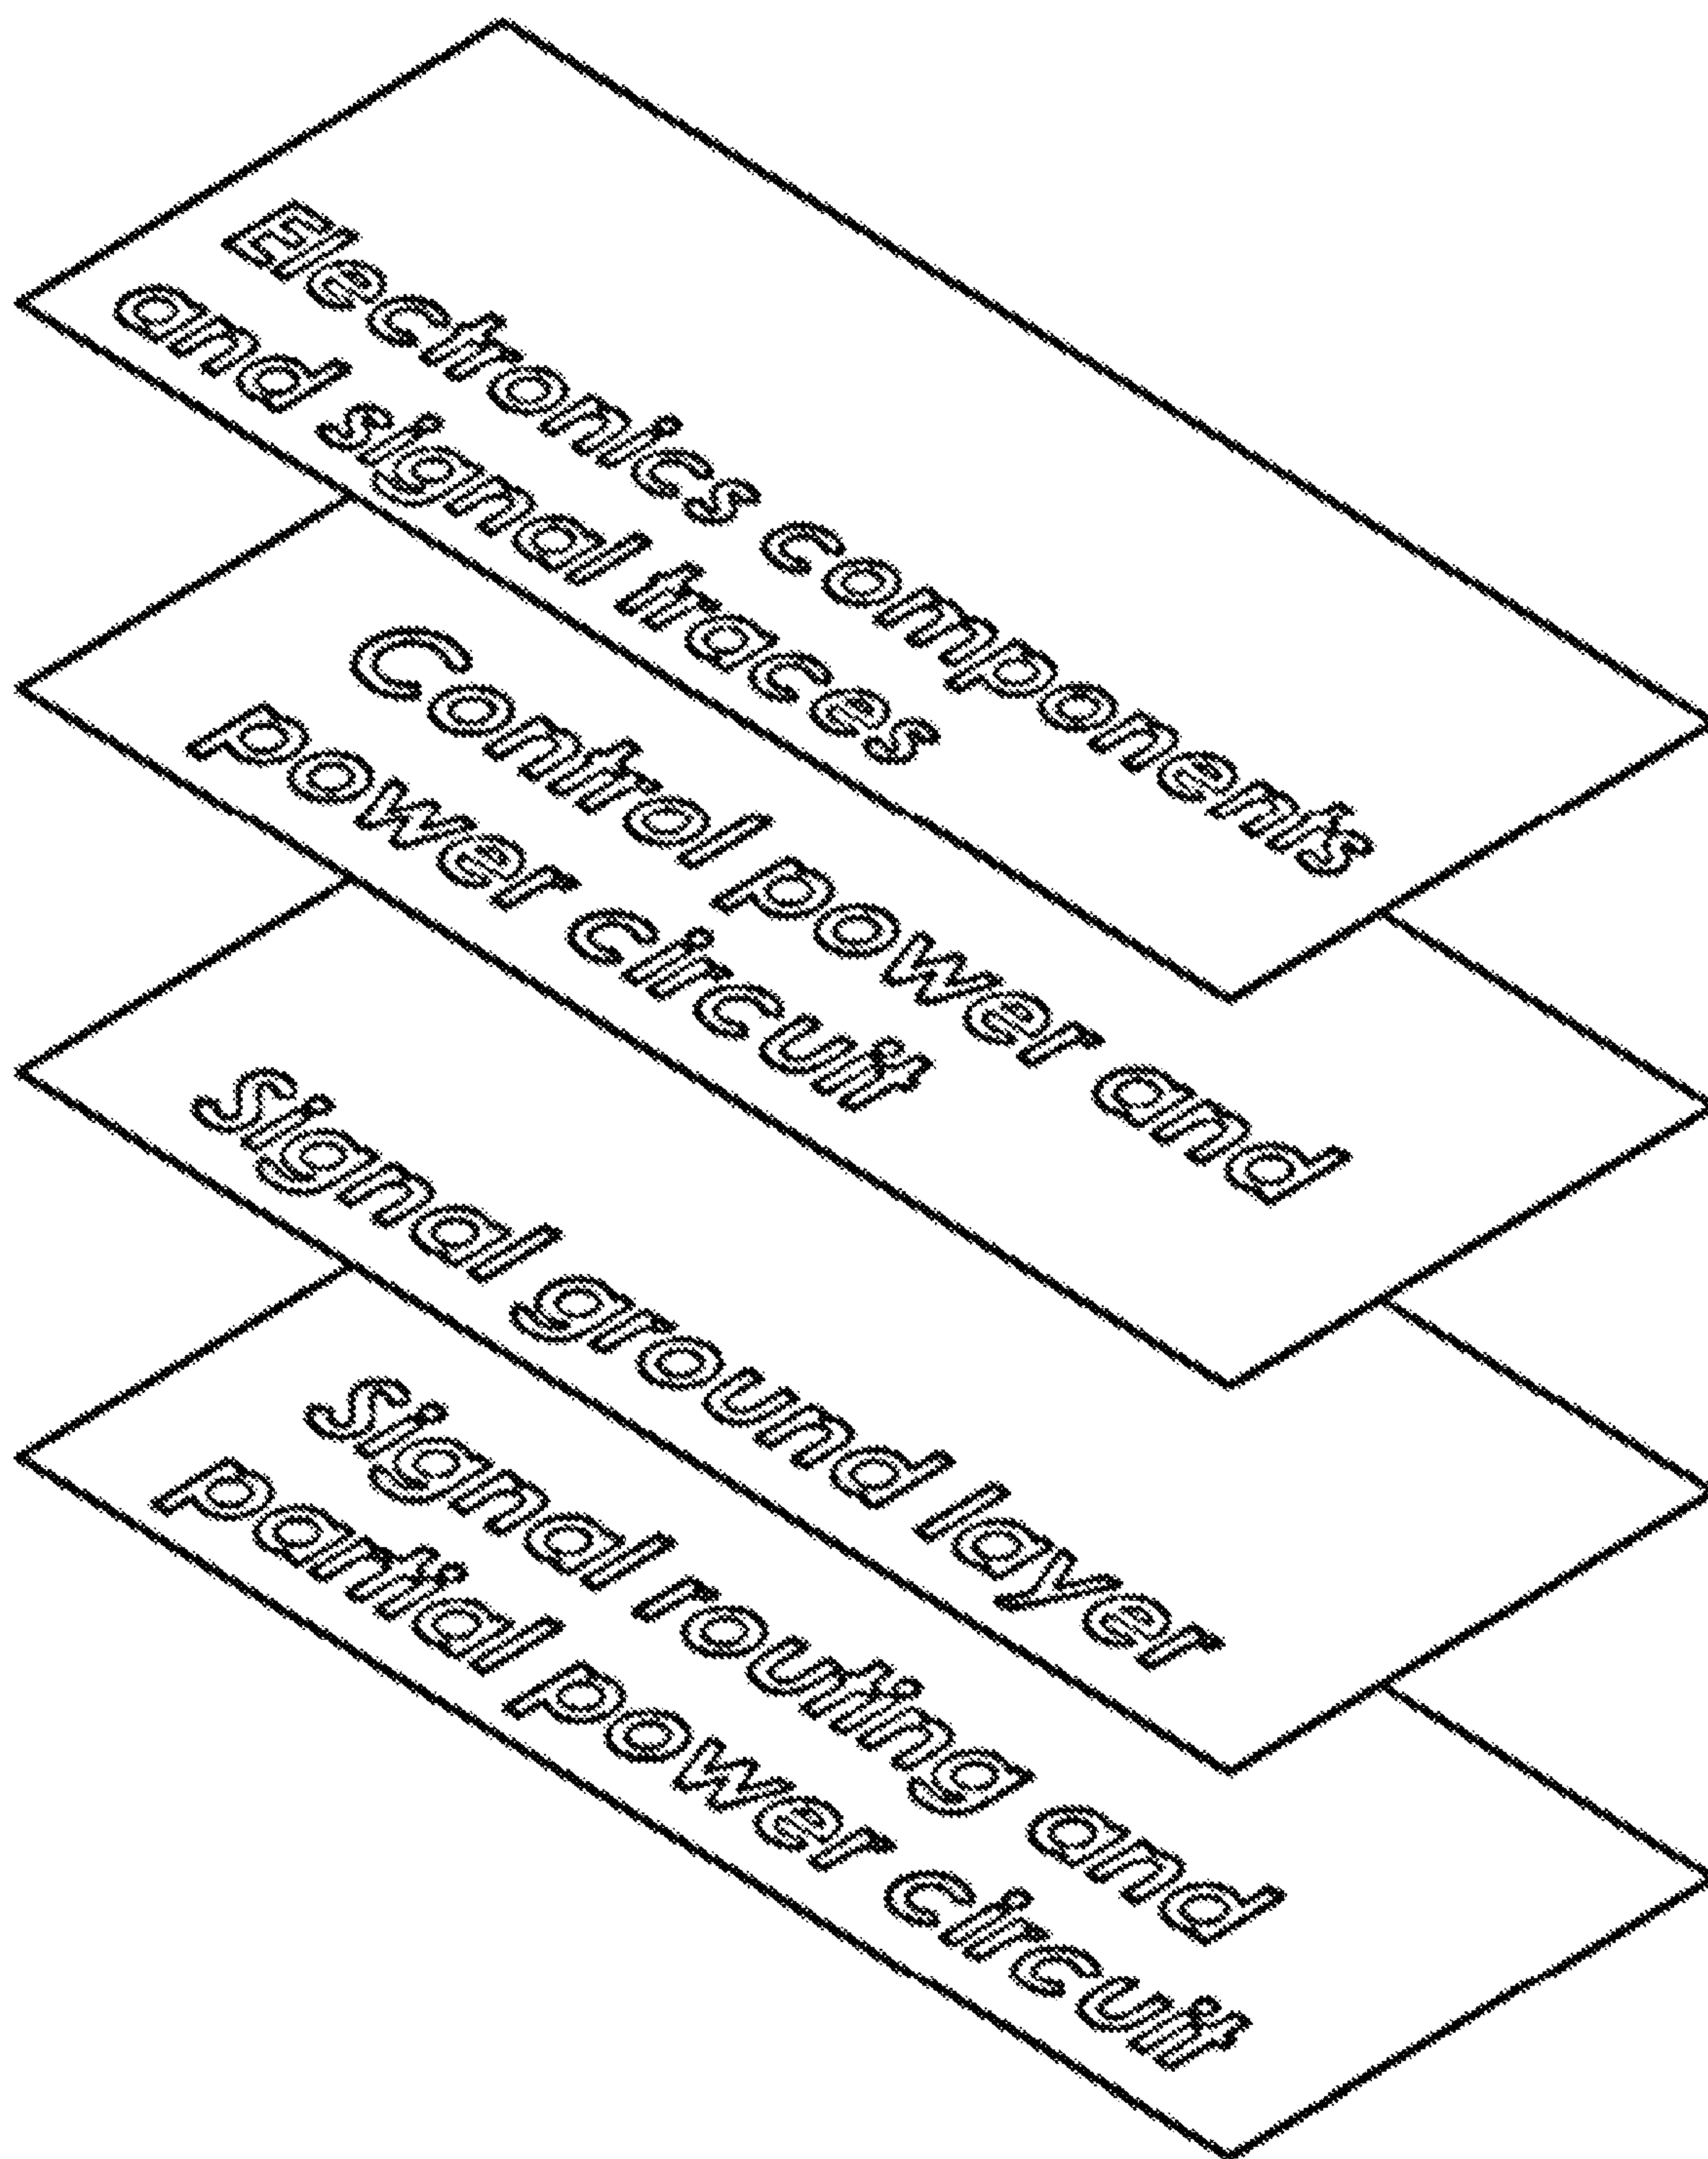 Electronics components
and signal traces
Control power and
power circuit
Signal ground layer
Signal routing and
partial power circuit